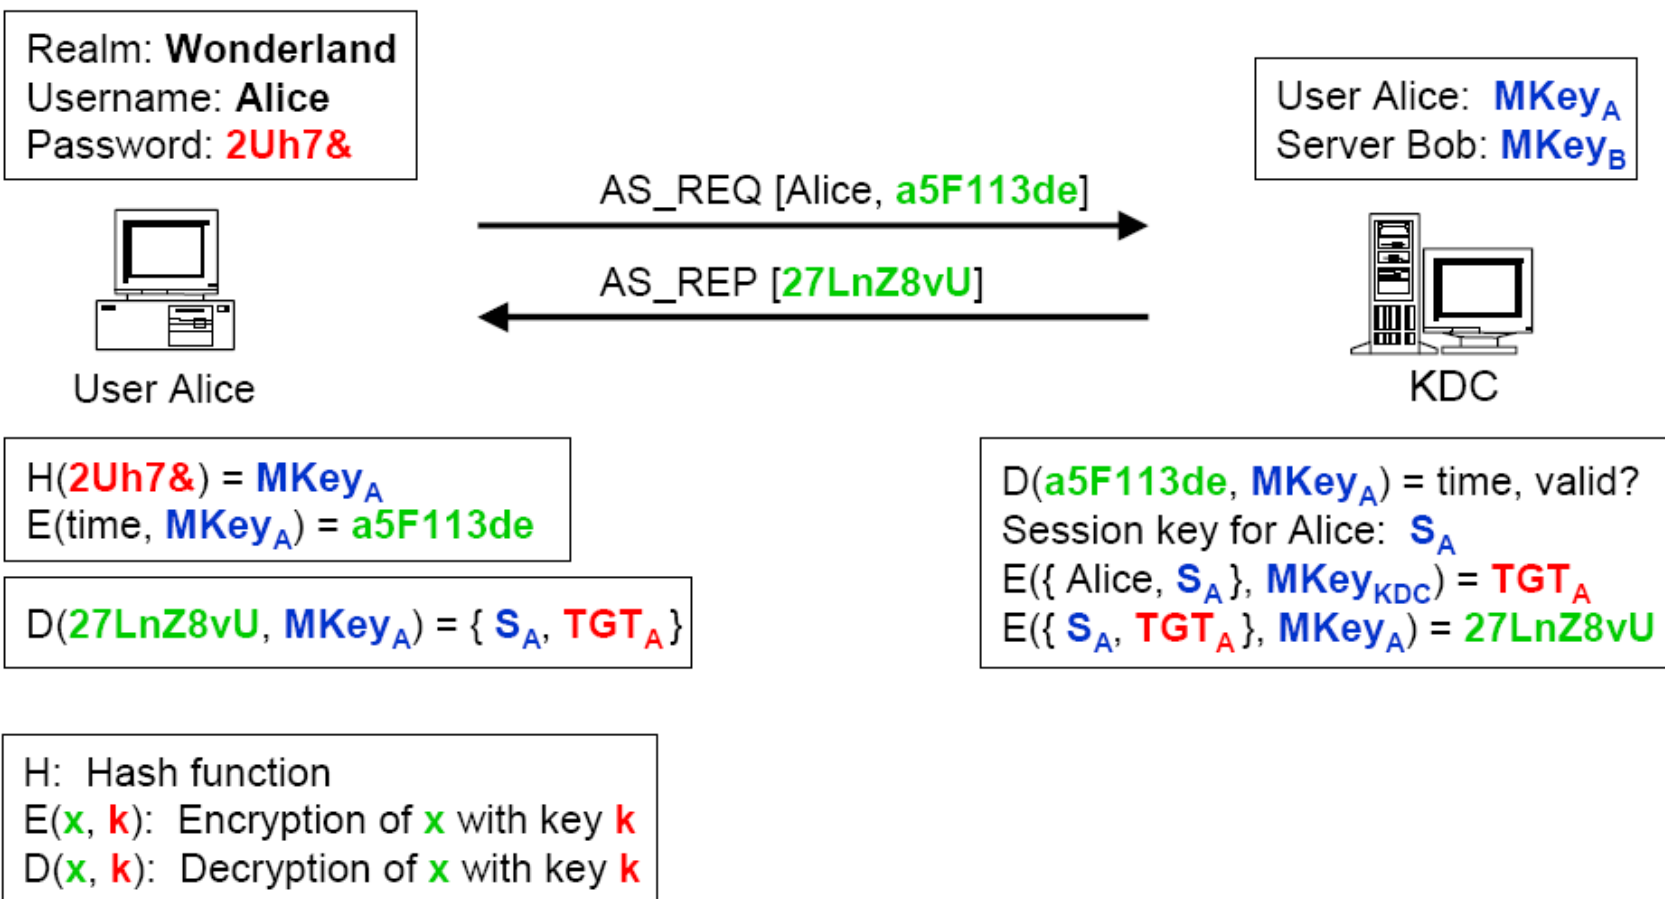 Realm: Wonderland
Username: Alice
Password: 2Uh7&
User Alice: MKeyA
Server Bob: MKeyB
AS_REQ [Alice, a5F113de]
AS_REP [27LnZ8vU]
User Alice
KDC
H(2Uh7&) = MKeyA
E(time, MKeyA) = a5F113de
D(27LnZ8vU, MKeyA) = { SA, TGTA }
D(a5F113de, MKeyA) = time, valid?
Session key for Alice: SA
E({ Alice, SA }, MKeyKDC) = TGTA
E({ SA, TGTA }, MKeyA) = 27LnZ8vU
H: Hash function
E(x, k): Encryption of x with key k
D(x, k): Decryption of x with key k